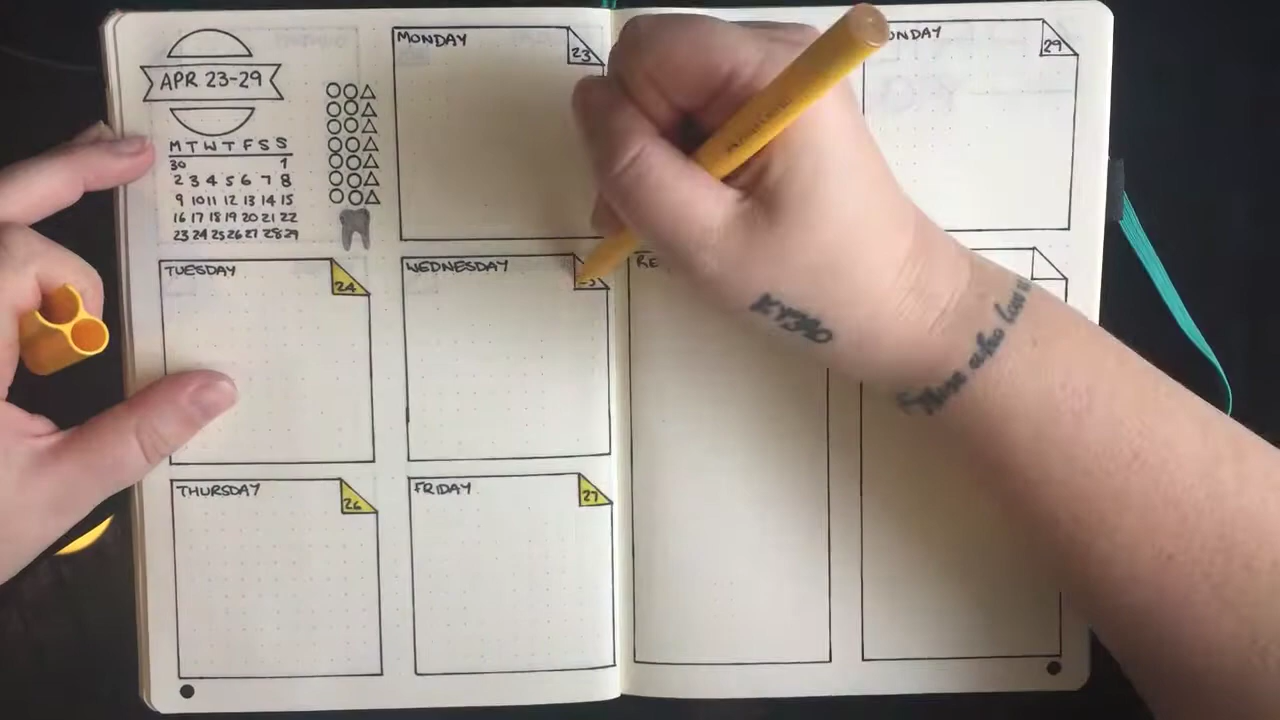 APR 23-29
M T W T F S S
30 1
2 3 4 5 6 7 8
9 10 11 12 13 14 15
16 17 18 19 20 21 22
23 24 25 26 27 28 29
MONDAY
23
TUESDAY
24
WEDNESDAY
THURSDAY
26
FRIDAY
27
29
RE